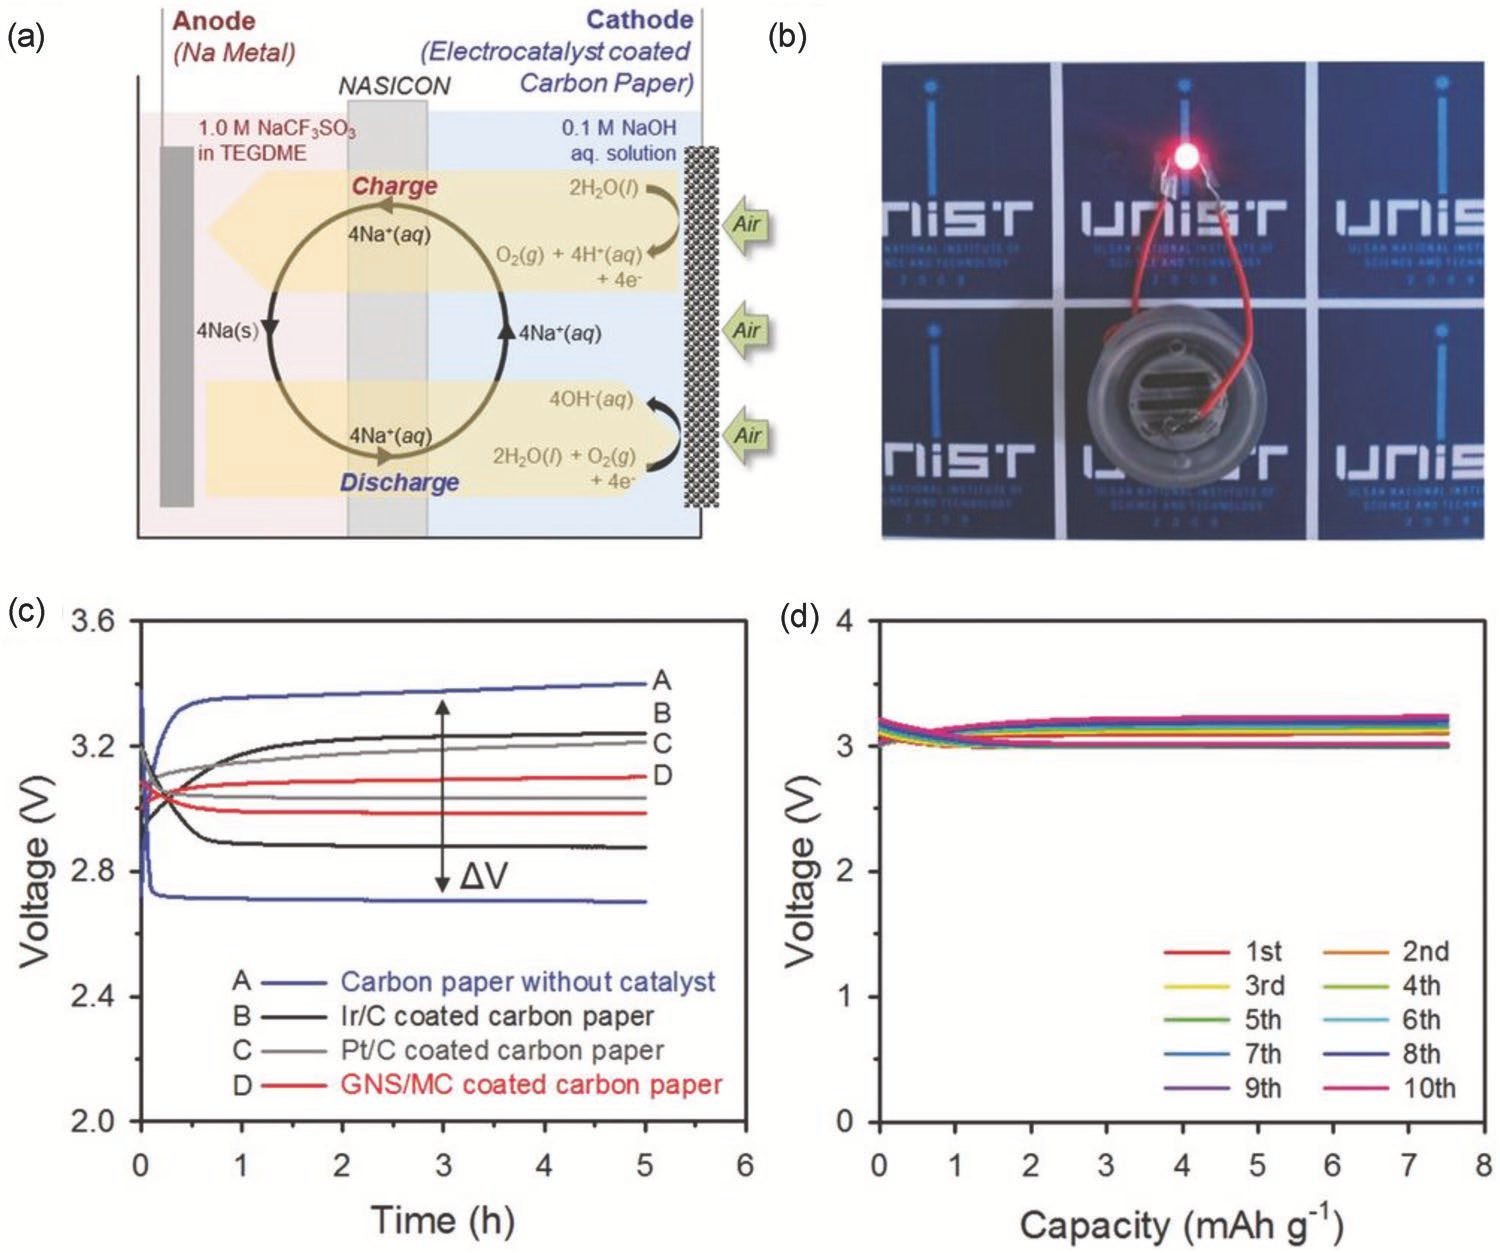 (a)
Anode
(Na Metal)
Cathode
(Electrocatalyst coated
Carbon Paper)
NASICON
1.0 M NaCF₃SO₃
in TEGDME
0.1 M NaOH
aq. solution
Charge
4Na⁺(aq)
2H₂O(l)
O₂(g) + 4H⁺(aq)
+ 4e⁻
Air
4Na(s)
4Na⁺(aq)
Air
4OH⁻(aq)
4Na⁺(aq)
2H₂O(l) + O₂(g)
+ 4e⁻
Air
Discharge
(b)
UNIST
ULSAN NATIONAL INSTITUTE OF
SCIENCE AND TECHNOLOGY
2009
(c)
3.6
3.2
2.8
2.4
2.0
Voltage (V)
A
B
C
D
ΔV
A Carbon paper without catalyst
B Ir/C coated carbon paper
C Pt/C coated carbon paper
D GNS/MC coated carbon paper
0 1 2 3 4 5 6
Time (h)
(d)
4
3
2
1
0
Voltage (V)
1st 2nd
3rd 4th
5th 6th
7th 8th
9th 10th
0 1 2 3 4 5 6 7 8
Capacity (mAh g⁻¹)